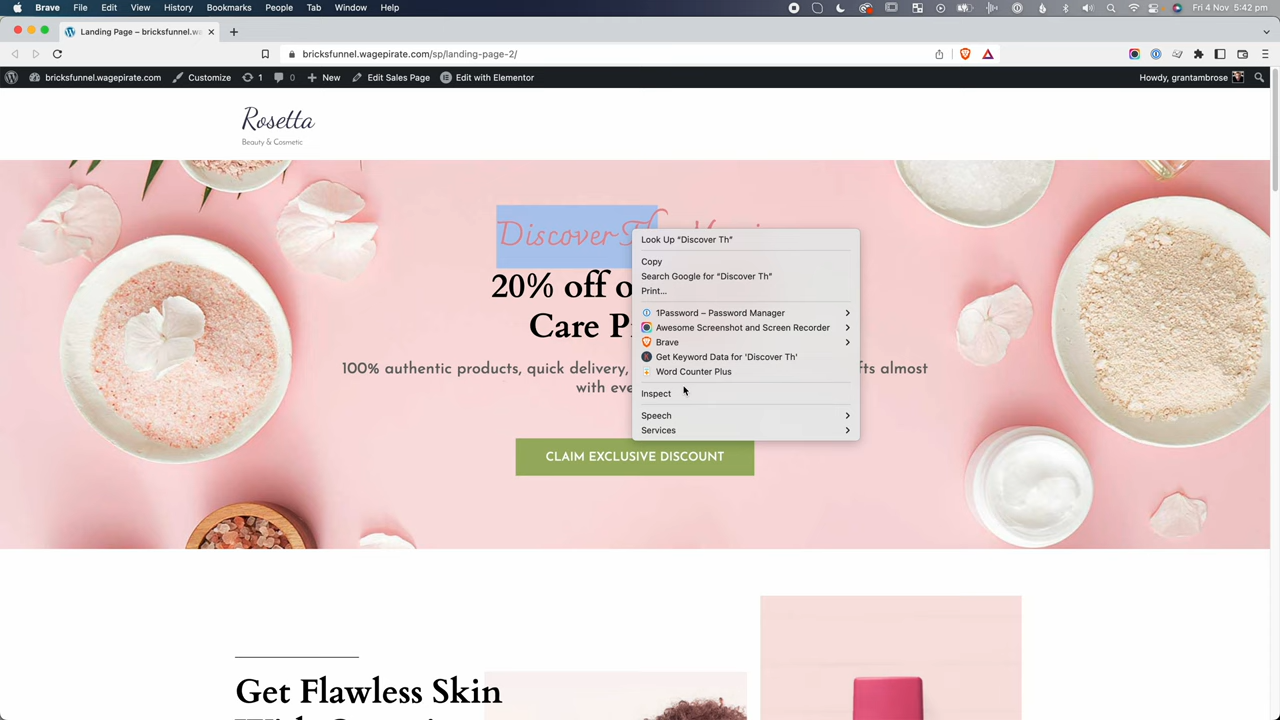 Brave File Edit View History Bookmarks People Tab Window Help Fri 4 Nov 5:42 pm
Landing Page – bricksfunnel.wa
bricksfunnel.wagepirate.com/sp/landing-page-2/
bricksfunnel.wagepirate.com Customize 1 0 New Edit Sales Page Edit with Elementor Howdy, grantambrose
Rosetta
Beauty & Cosmetic
Discover Th
20% off o
Care P
100% authentic products, quick delivery, fts almost
with eve
CLAIM EXCLUSIVE DISCOUNT
Look Up “Discover Th”
Copy
Search Google for “Discover Th”
Print...
1Password – Password Manager
Awesome Screenshot and Screen Recorder
Brave
Get Keyword Data for 'Discover Th'
Word Counter Plus
Inspect
Speech
Services
Get Flawless Skin